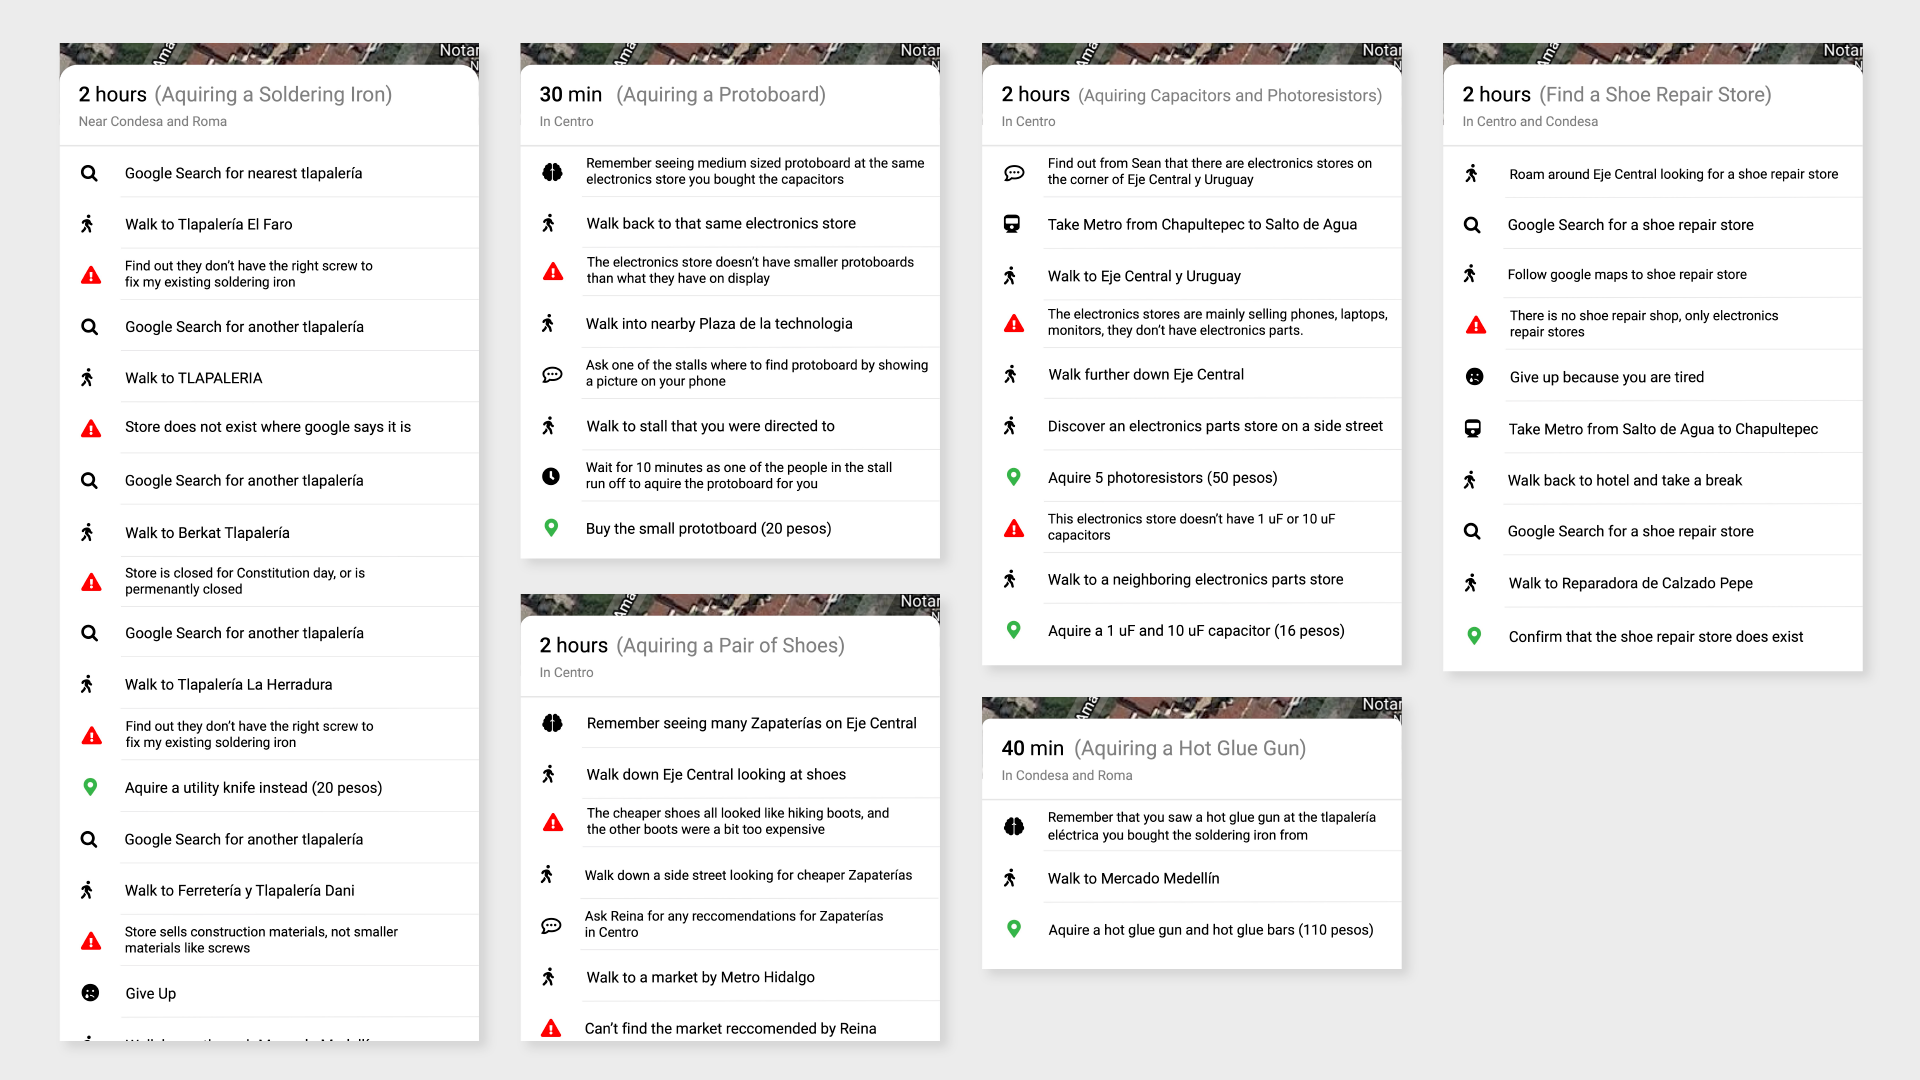 Ama
Notar
2 hours (Aquiring a Soldering Iron)
Near Condesa and Roma
Google Search for nearest tlapalería
Walk to Tlapalería El Faro
Find out they don't have the right screw to
fix my existing soldering iron
Google Search for another tlapalería
Walk to TLAPALERIA
Store does not exist where google says it is
Google Search for another tlapalería
Walk to Berkat Tlapalería
Store is closed for Constitution day, or is
permenantly closed
Google Search for another tlapalería
Walk to Tlapalería La Herradura
Find out they don't have the right screw to
fix my existing soldering iron
Aquire a utility knife instead (20 pesos)
Google Search for another tlapalería
Walk to Ferretería y Tlapalería Dani
Store sells construction materials, not smaller
materials like screws
Give Up
Ama
Notar
30 min (Aquiring a Protoboard)
In Centro
Remember seeing medium sized protoboard at the same
electronics store you bought the capacitors
Walk back to that same electronics store
The electronics store doesn't have smaller protoboards
than what they have on display
Walk into nearby Plaza de la technologia
Ask one of the stalls where to find protoboard by showing
a picture on your phone
Walk to stall that you were directed to
Wait for 10 minutes as one of the people in the stall
run off to aquire the protoboard for you
Buy the small prototboard (20 pesos)
Ama
Notar
2 hours (Aquiring a Pair of Shoes)
In Centro
Remember seeing many Zapaterías on Eje Central
Walk down Eje Central looking at shoes
The cheaper shoes all looked like hiking boots, and
the other boots were a bit too expensive
Walk down a side street looking for cheaper Zapaterías
Ask Reina for any reccomendations for Zapaterías
in Centro
Walk to a market by Metro Hidalgo
Can't find the market reccomended by Reina
Ama
Notar
2 hours (Aquiring Capacitors and Photoresistors)
In Centro
Find out from Sean that there are electronics stores on
the corner of Eje Central y Uruguay
Take Metro from Chapultepec to Salto de Agua
Walk to Eje Central y Uruguay
The electronics stores are mainly selling phones, laptops,
monitors, they don't have electronics parts.
Walk further down Eje Central
Discover an electronics parts store on a side street
Aquire 5 photoresistors (50 pesos)
This electronics store doesn't have 1 uF or 10 uF
capacitors
Walk to a neighboring electronics parts store
Aquire a 1 uF and 10 uF capacitor (16 pesos)
Ama
Notar
40 min (Aquiring a Hot Glue Gun)
In Condesa and Roma
Remember that you saw a hot glue gun at the tlapalería
eléctrica you bought the soldering iron from
Walk to Mercado Medellín
Aquire a hot glue gun and hot glue bars (110 pesos)
Ama
Notar
2 hours (Find a Shoe Repair Store)
In Centro and Condesa
Roam around Eje Central looking for a shoe repair store
Google Search for a shoe repair store
Follow google maps to shoe repair store
There is no shoe repair shop, only electronics
repair stores
Give up because you are tired
Take Metro from Salto de Agua to Chapultepec
Walk back to hotel and take a break
Google Search for a shoe repair store
Walk to Reparadora de Calzado Pepe
Confirm that the shoe repair store does exist